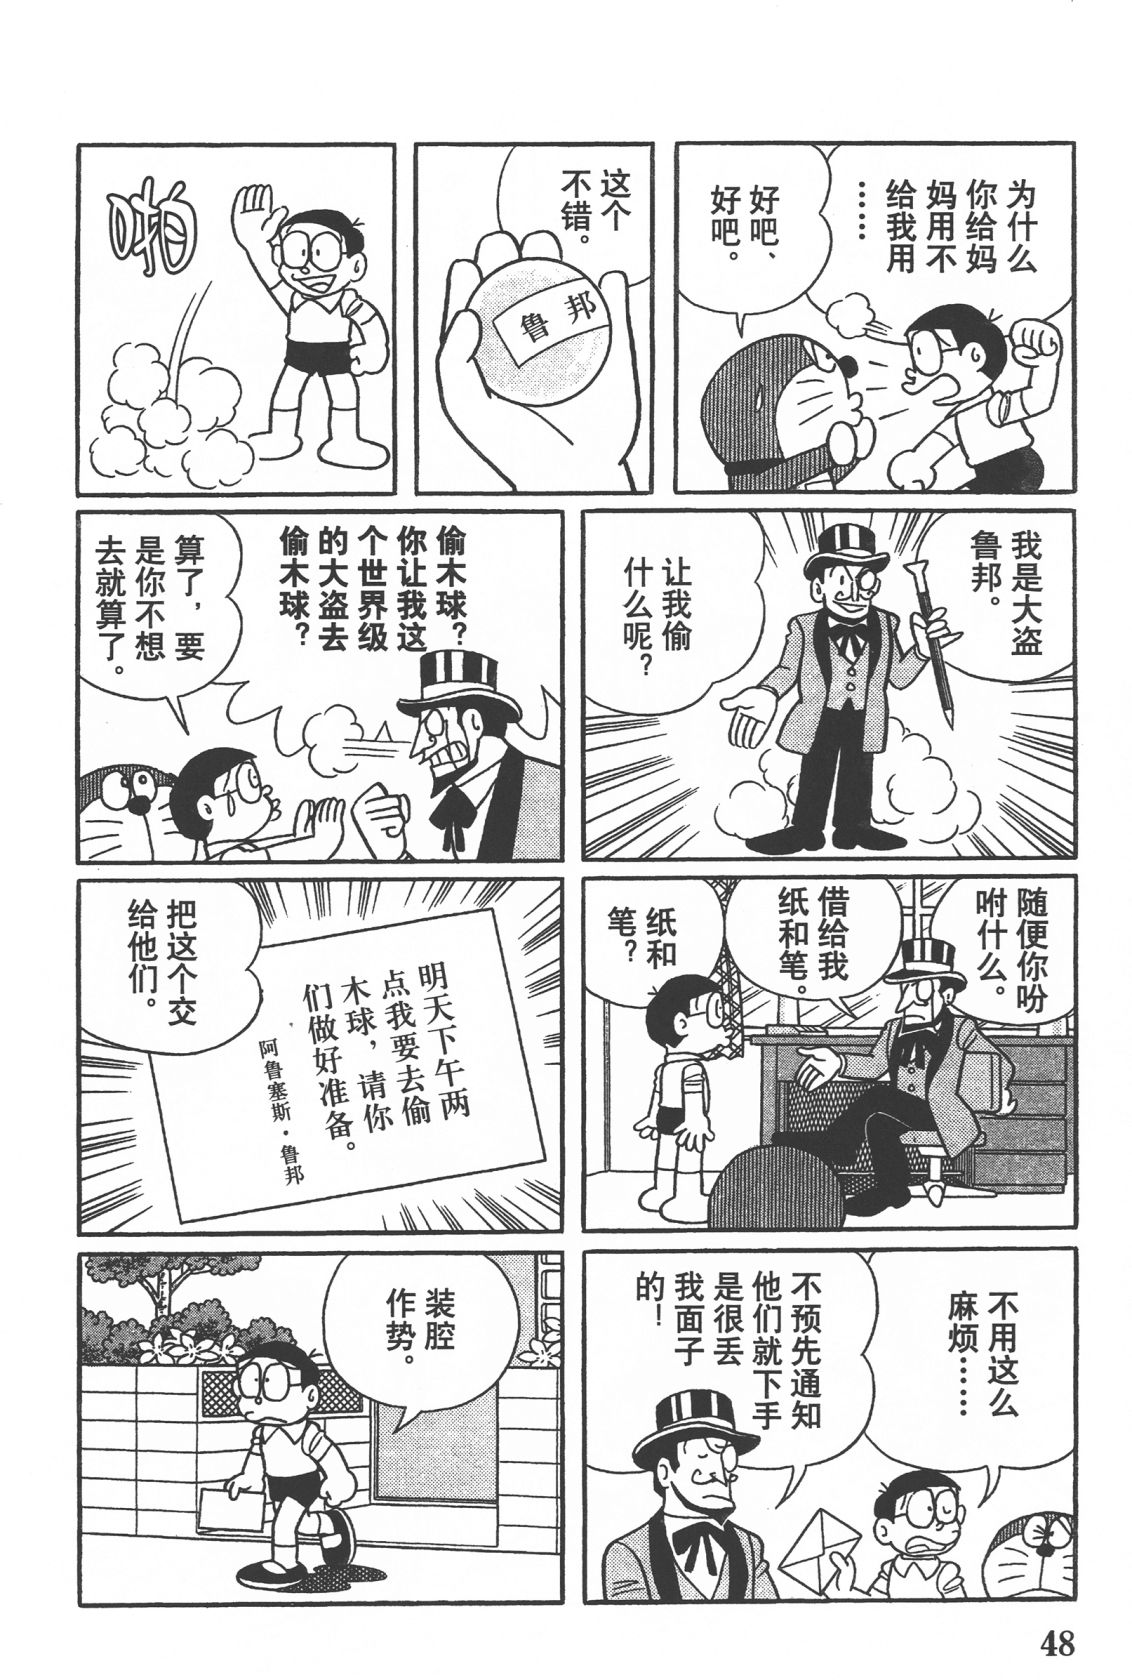 为什么
你给妈
妈用不
给我用
……
好吧、
好吧。
这个
不错。
鲁邦
啪
我是大盗
鲁邦。
让我偷
什么呢？
偷木球？
你让我这
个世界级
的大盗去
偷木球？
算了，要
是你不想
去就算了。
随便你吩
咐什么。
借给我
纸和笔。
纸和
笔？
把这个交
给他们。
明天下午两
点我要去偷
木球，请你
们做好准备。
阿鲁塞斯·鲁邦
不用这么
麻烦……
不预先通知
他们就下手
是很丢
我面子
的！
装腔
作势。
48